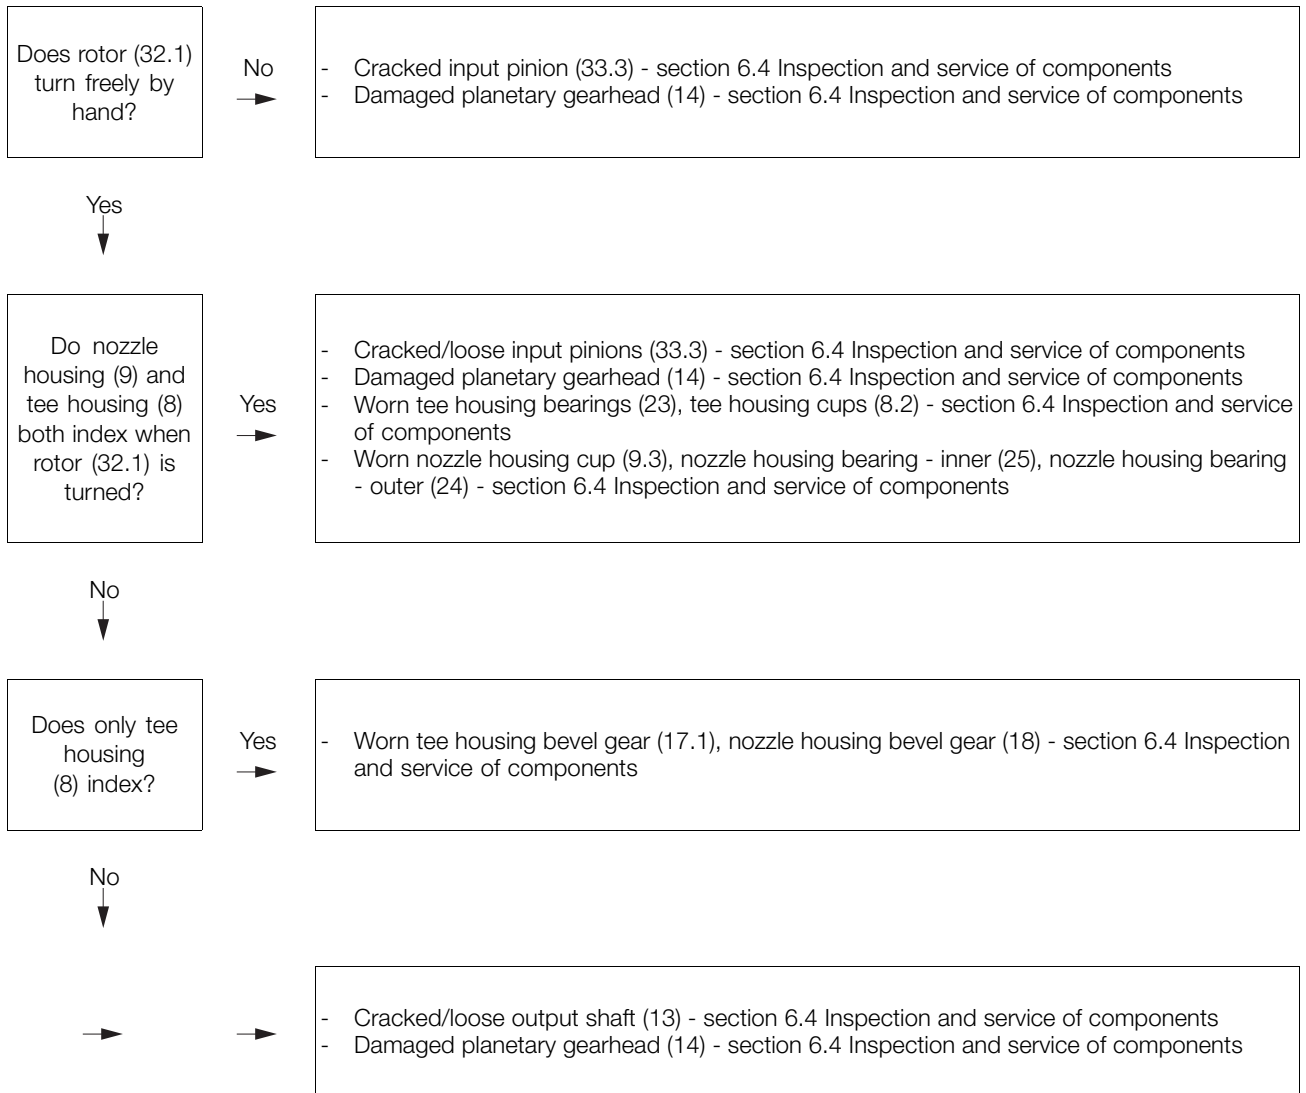 Does rotor (32.1)
turn freely by
hand?
No
- Cracked input pinion (33.3) - section 6.4 Inspection and service of components
- Damaged planetary gearhead (14) - section 6.4 Inspection and service of components
Yes
Do nozzle
housing (9) and
tee housing (8)
both index when
rotor (32.1) is
turned?
Yes
- Cracked/loose input pinions (33.3) - section 6.4 Inspection and service of components
- Damaged planetary gearhead (14) - section 6.4 Inspection and service of components
- Worn tee housing bearings (23), tee housing cups (8.2) - section 6.4 Inspection and service
of components
- Worn nozzle housing cup (9.3), nozzle housing bearing - inner (25), nozzle housing bearing
- outer (24) - section 6.4 Inspection and service of components
No
Does only tee
housing
(8) index?
Yes
- Worn tee housing bevel gear (17.1), nozzle housing bevel gear (18) - section 6.4 Inspection
and service of components
No
- Cracked/loose output shaft (13) - section 6.4 Inspection and service of components
- Damaged planetary gearhead (14) - section 6.4 Inspection and service of components